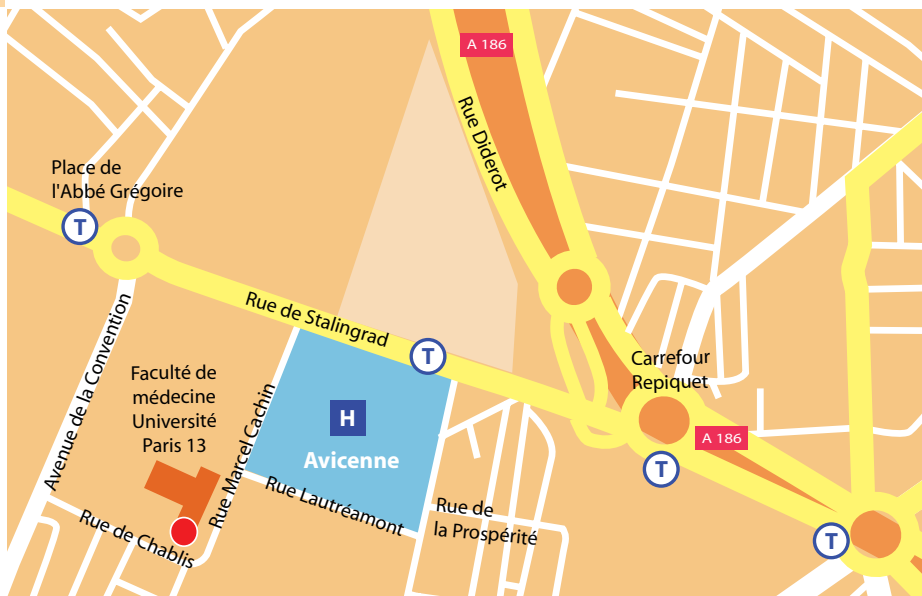 A 186
Rue Diderot
Place de
l'Abbé Grégoire
T
Rue de Stalingrad
T
Avenue de la Convention
Carrefour
Repiquet
Faculté de
médecine
Université
Paris 13
Rue Marcel Cachin
H
Avicenne
A 186
T
Rue Lautréamont
Rue de
la Prospérité
Rue de Chablis
T